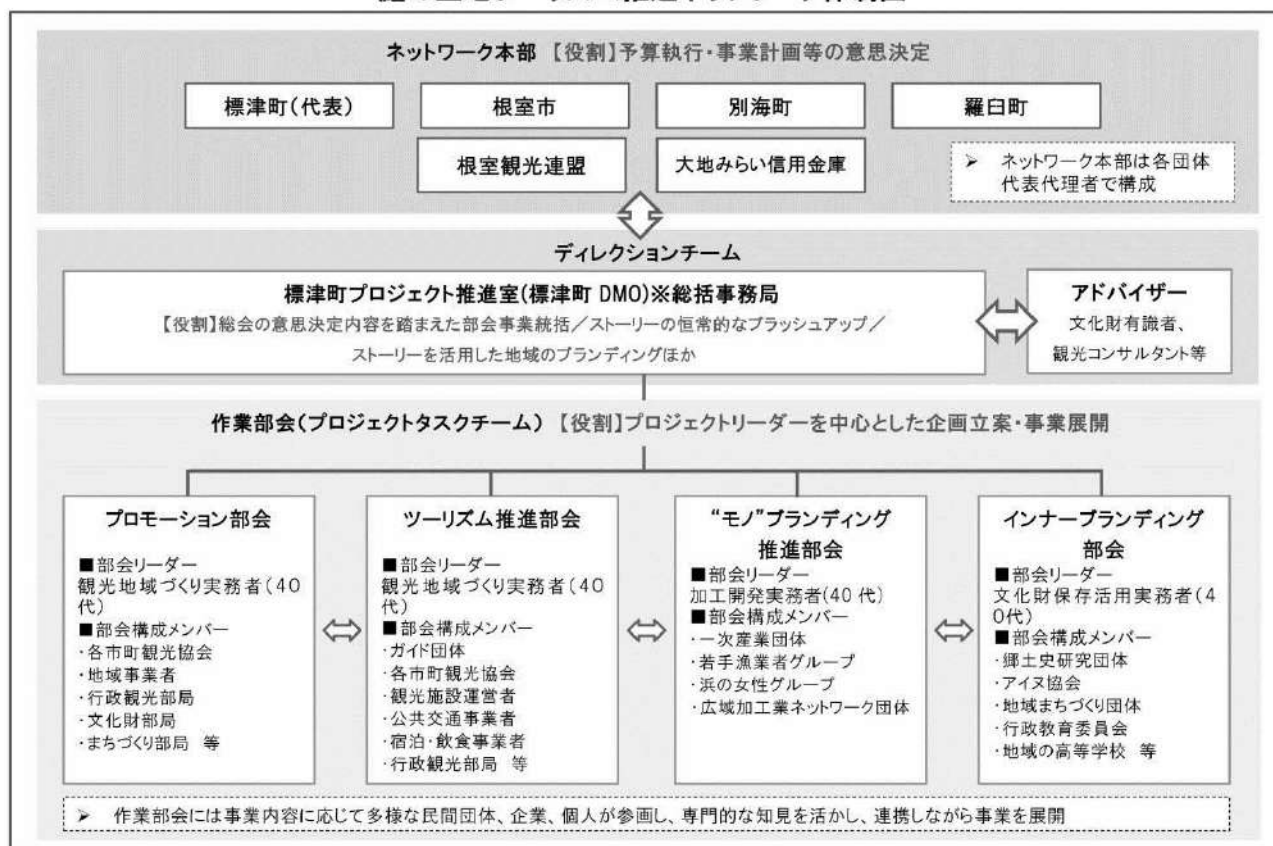 ネットワーク本部 【役割】予算執行・事業計画等の意思決定
標津町(代表)
根室市
別海町
羅臼町
根室観光連盟
大地みらい信用金庫
➢ ネットワーク本部は各団体
代表代理者で構成
ディレクションチーム
標津町プロジェクト推進室(標津町 DMO)※総括事務局
【役割】総会の意思決定内容を踏まえた部会事業統括／ストーリーの恒常的なブラッシュアップ／
ストーリーを活用した地域のブランディングほか
アドバイザー
文化財有識者、
観光コンサルタント等
作業部会(プロジェクトタスクチーム) 【役割】プロジェクトリーダーを中心とした企画立案・事業展開
プロモーション部会
■部会リーダー
観光地域づくり実務者(40
代)
■部会構成メンバー
・各市町観光協会
・地域事業者
・行政観光部局
・文化財部局
・まちづくり部局 等
ツーリズム推進部会
■部会リーダー
観光地域づくり実務者(40
代)
■部会構成メンバー
・ガイド団体
・各市町観光協会
・観光施設運営者
・公共交通事業者
・宿泊・飲食事業者
・行政観光部局 等
“モノ”ブランディング
推進部会
■部会リーダー
加工開発実務者(40 代)
■部会構成メンバー
・一次産業団体
・若手漁業者グループ
・浜の女性グループ
・広域加工業ネットワーク団体
インナーブランディング
部会
■部会リーダー
文化財保存活用実務者(4
0代)
■部会構成メンバー
・郷土史研究団体
・アイヌ協会
・地域まちづくり団体
・行政教育委員会
・地域の高等学校 等
➢ 作業部会には事業内容に応じて多様な民間団体、企業、個人が参画し、専門的な知見を活かし、連携しながら事業を展開